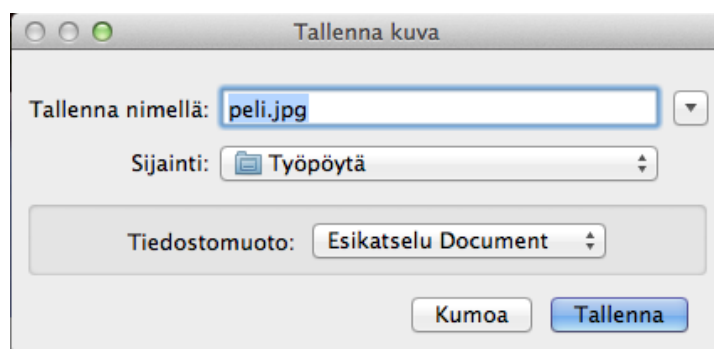 Tallenna kuva
Tallenna nimellä: peli.jpg
Sijainti: Työpöytä
Tiedostomuoto: Esikatselu Document
Kumoa Tallenna